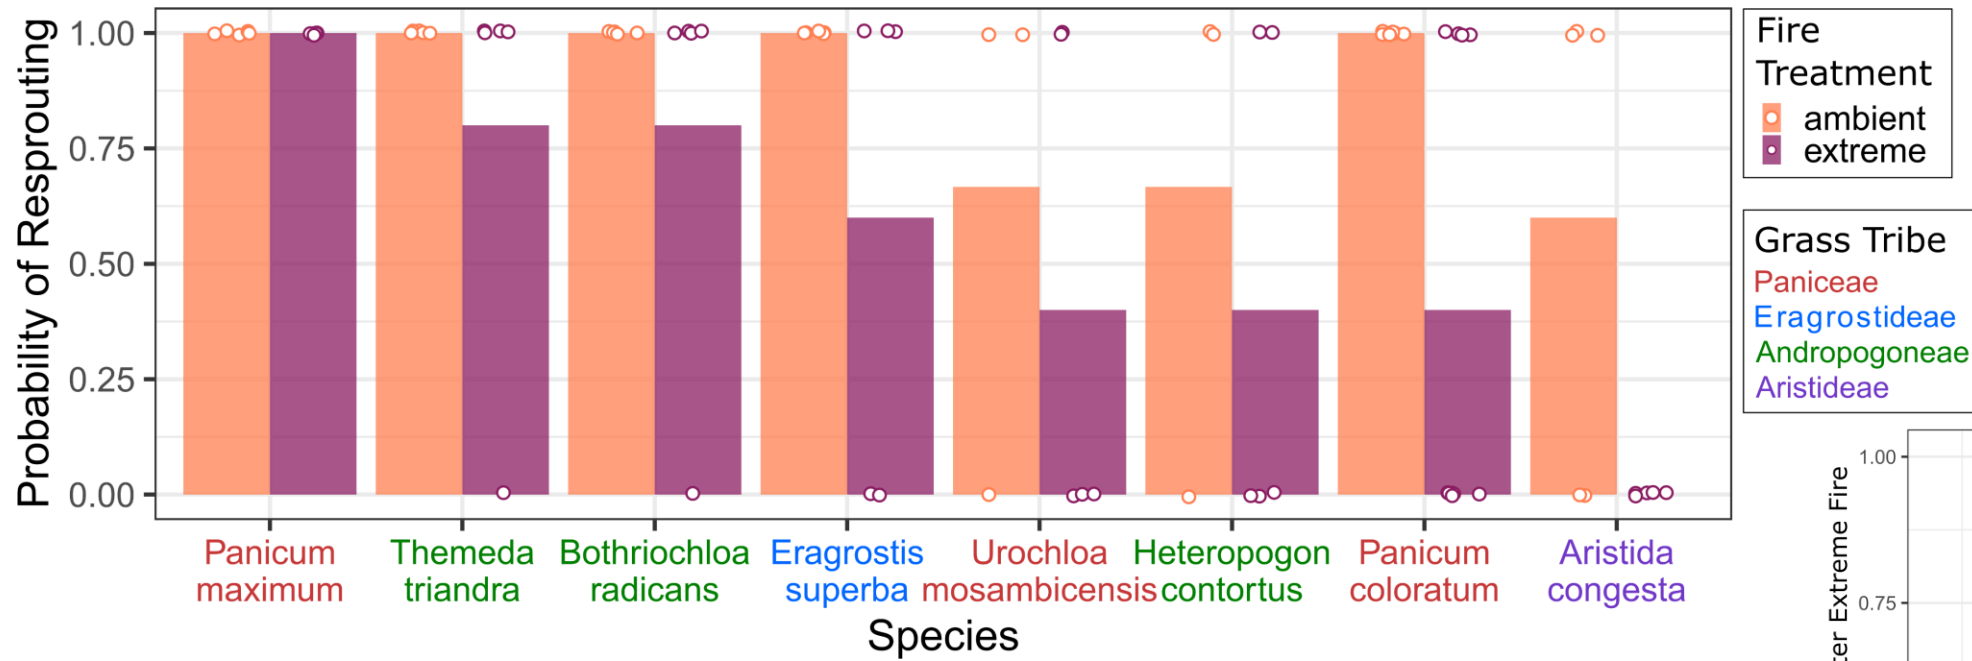 Probability of Resprouting
1.00
0.75
0.50
0.25
0.00
Panicum
maximum
Themeda
triandra
Bothriochloa
radicans
Eragrostis
superba
Urochloa
mosambicensis
Heteropogon
contortus
Panicum
coloratum
Aristida
congesta
Species
Fire
Treatment
ambient
extreme
Grass Tribe
Paniceae
Eragrostideae
Andropogoneae
Aristideae
Extreme Fire
1.00
0.75